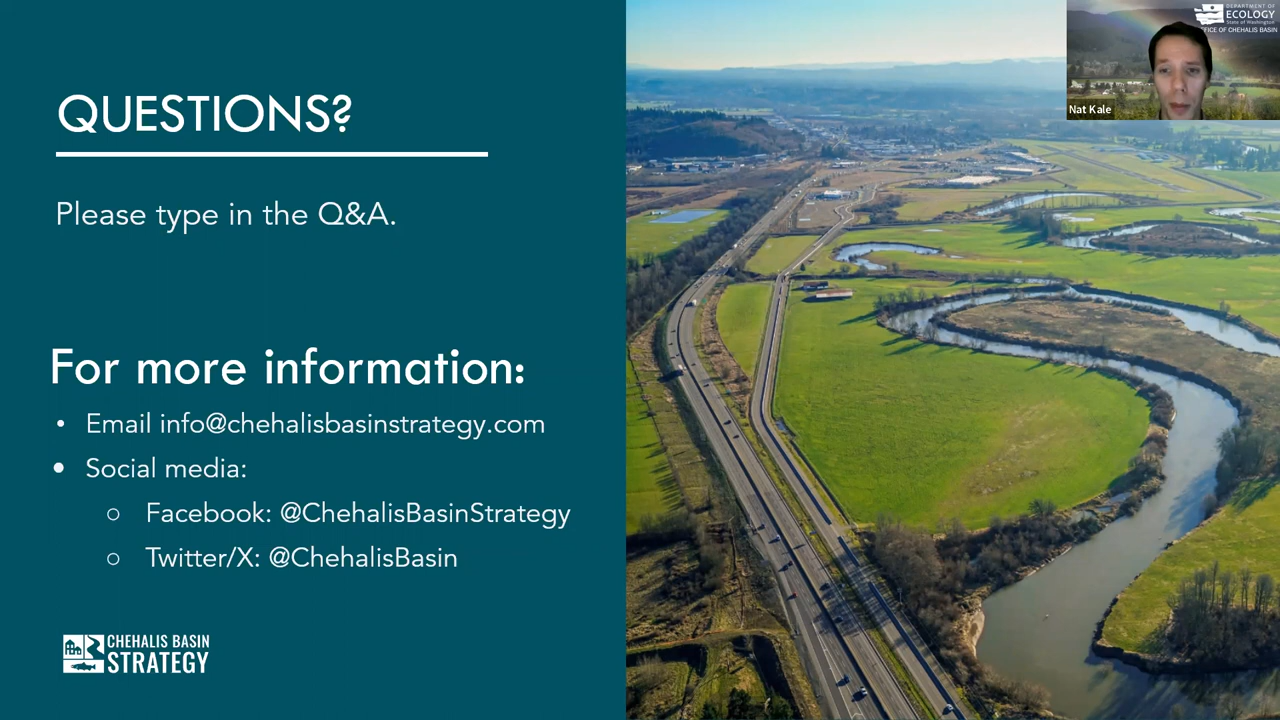 QUESTIONS?
Please type in the Q&A.
For more information:
• Email info@chehalisbasinstrategy.com
• Social media:
○ Facebook: @ChehalisBasinStrategy
○ Twitter/X: @ChehalisBasin
CHEHALIS BASIN
STRATEGY
DEPARTMENT OF
ECOLOGY
State of Washington
FFICE OF CHEHALIS BASIN
Nat Kale